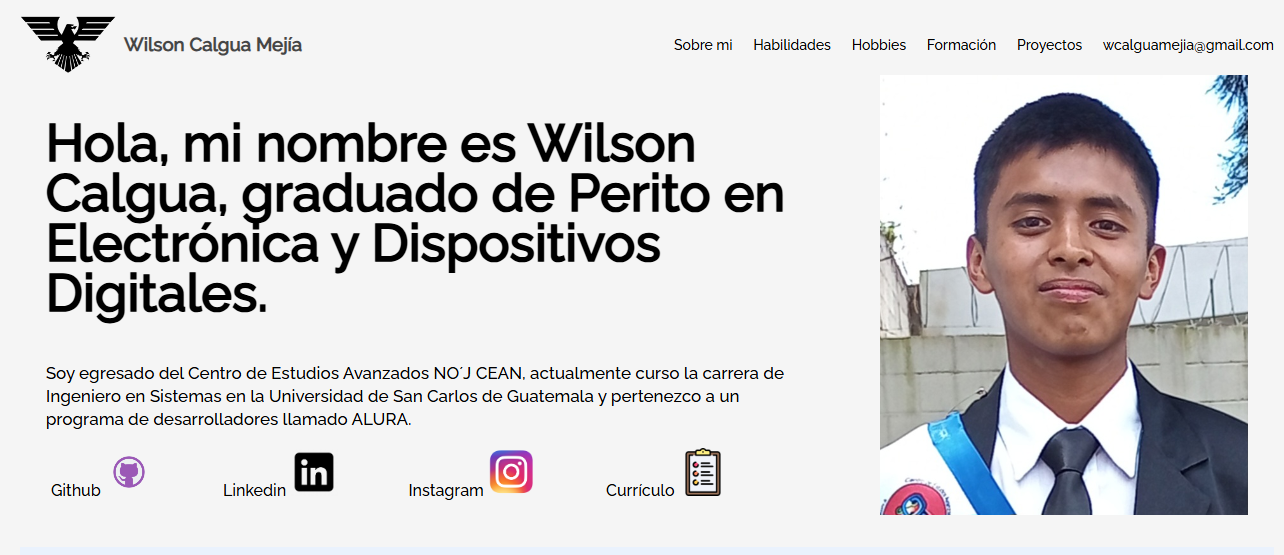 Wilson Calgua Mejía
Sobre mi Habilidades Hobbies Formación Proyectos wcalguamejia@gmail.com
Hola, mi nombre es Wilson
Calgua, graduado de Perito en
Electrónica y Dispositivos
Digitales.
Soy egresado del Centro de Estudios Avanzados NO´J CEAN, actualmente curso la carrera de
Ingeniero en Sistemas en la Universidad de San Carlos de Guatemala y pertenezco a un
programa de desarrolladores llamado ALURA.
Github Linkedin Instagram Currículo